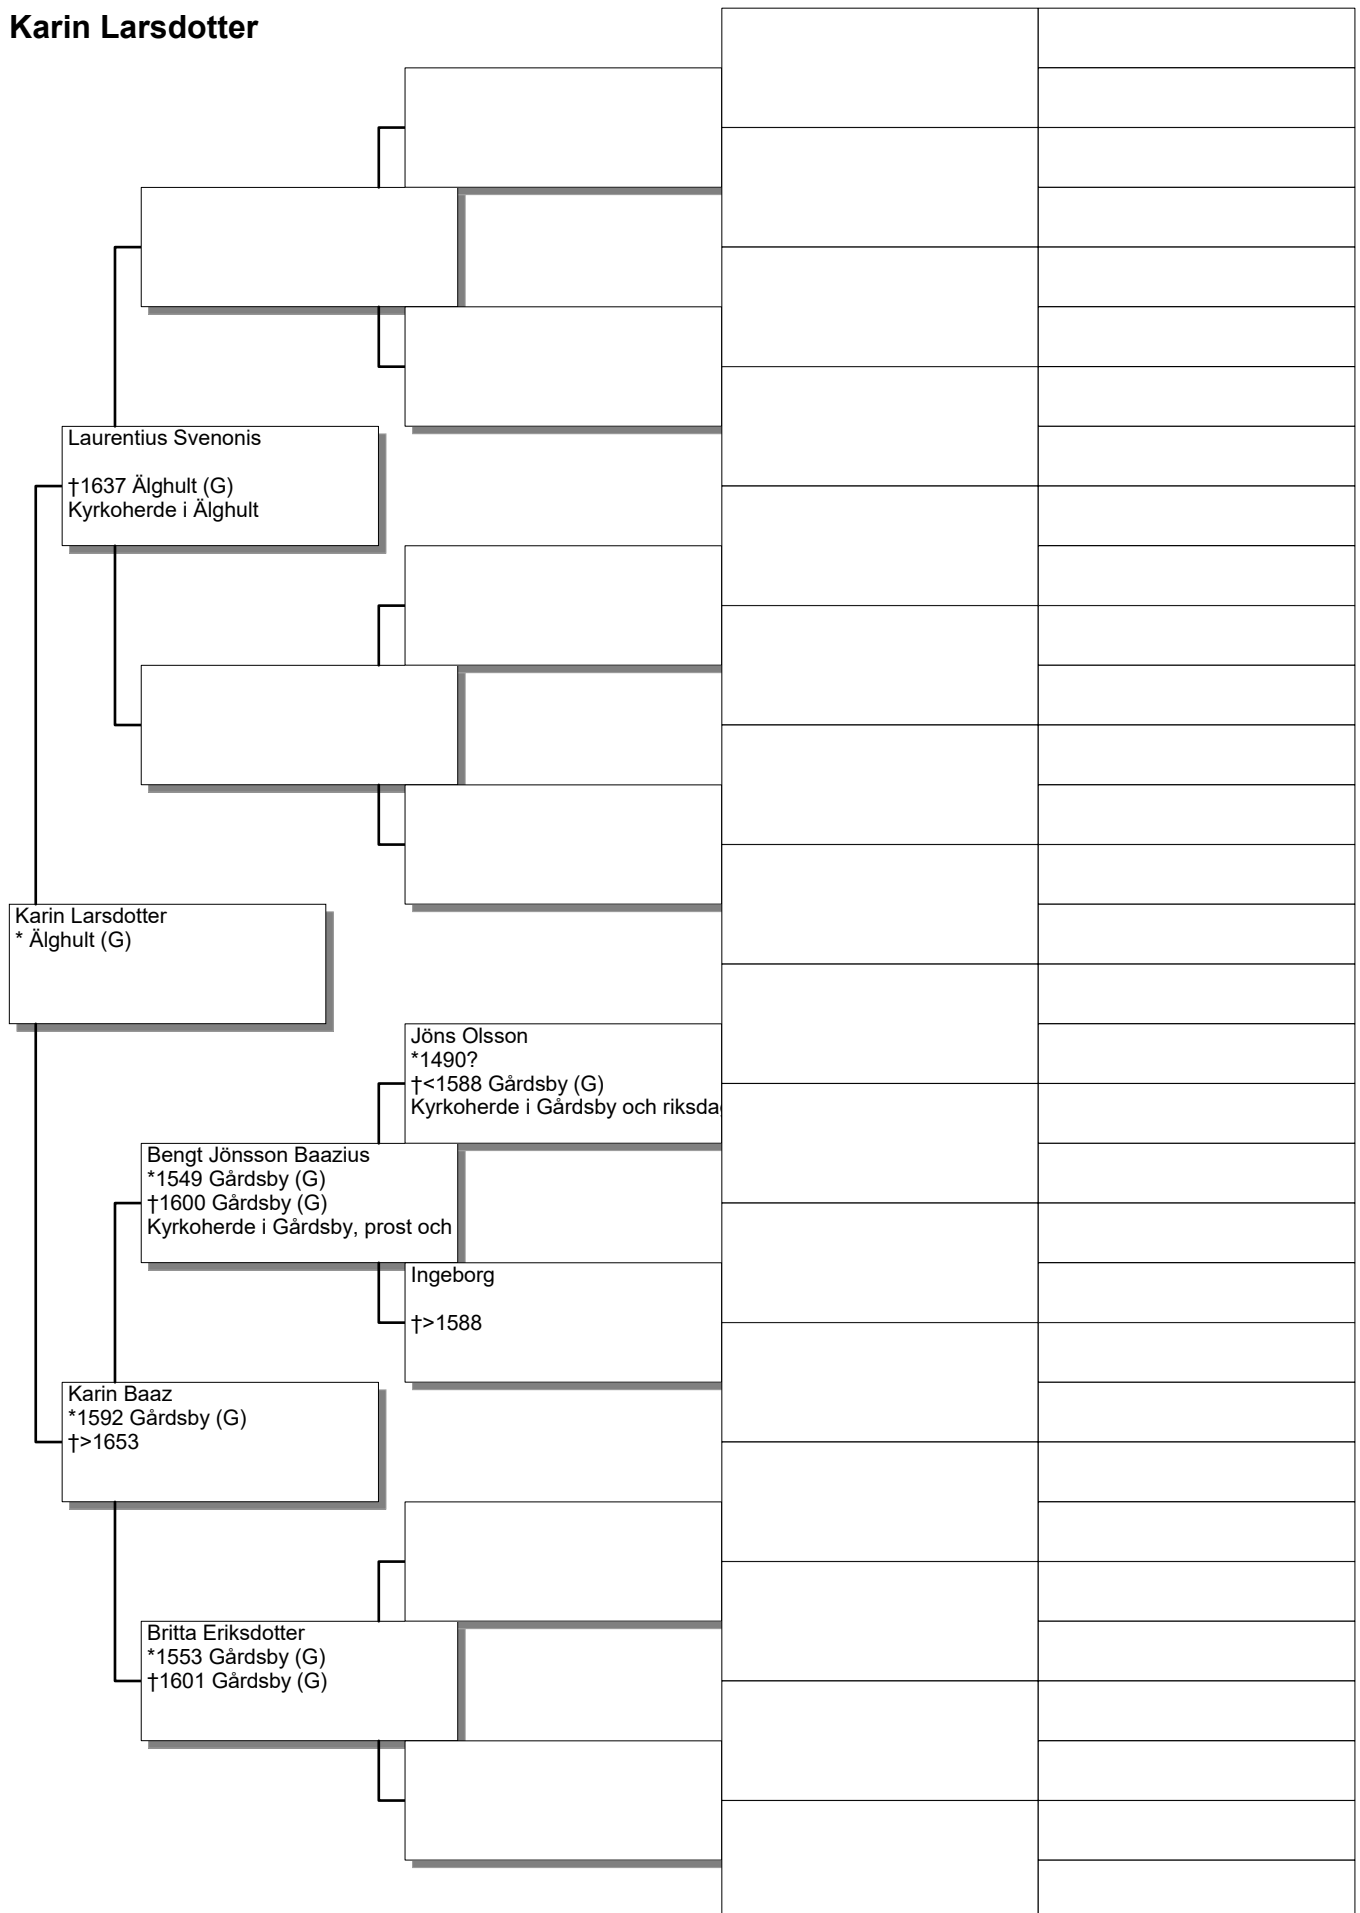 Karin Larsdotter
Laurentius Svenonis
†1637 Älghult (G)
Kyrkoherde i Älghult
Karin Larsdotter
* Älghult (G)
Jöns Olsson
*1490?
†<1588 Gårdsby (G)
Kyrkoherde i Gårdsby och riksda
Bengt Jönsson Baazius
*1549 Gårdsby (G)
†1600 Gårdsby (G)
Kyrkoherde i Gårdsby, prost och
Ingeborg
†>1588
Karin Baaz
*1592 Gårdsby (G)
†>1653
Britta Eriksdotter
*1553 Gårdsby (G)
†1601 Gårdsby (G)